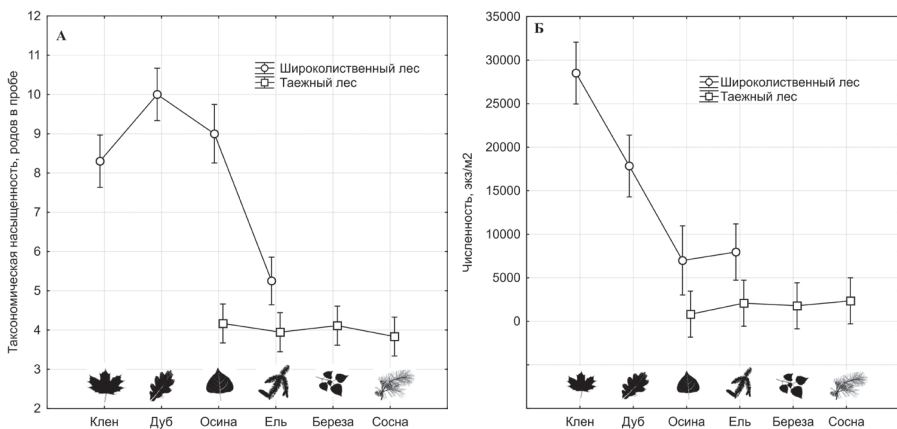 А
Таксономическая насыщенность, родов в пробе
12
11
10
9
8
7
6
5
4
3
2
Широколиственный лес
Таежный лес
Клен Дуб Осина Ель Береза Сосна
Б
Численность, экз/м2
35000
30000
25000
20000
15000
10000
5000
0
Широколиственный лес
Таежный лес
Клен Дуб Осина Ель Береза Сосна